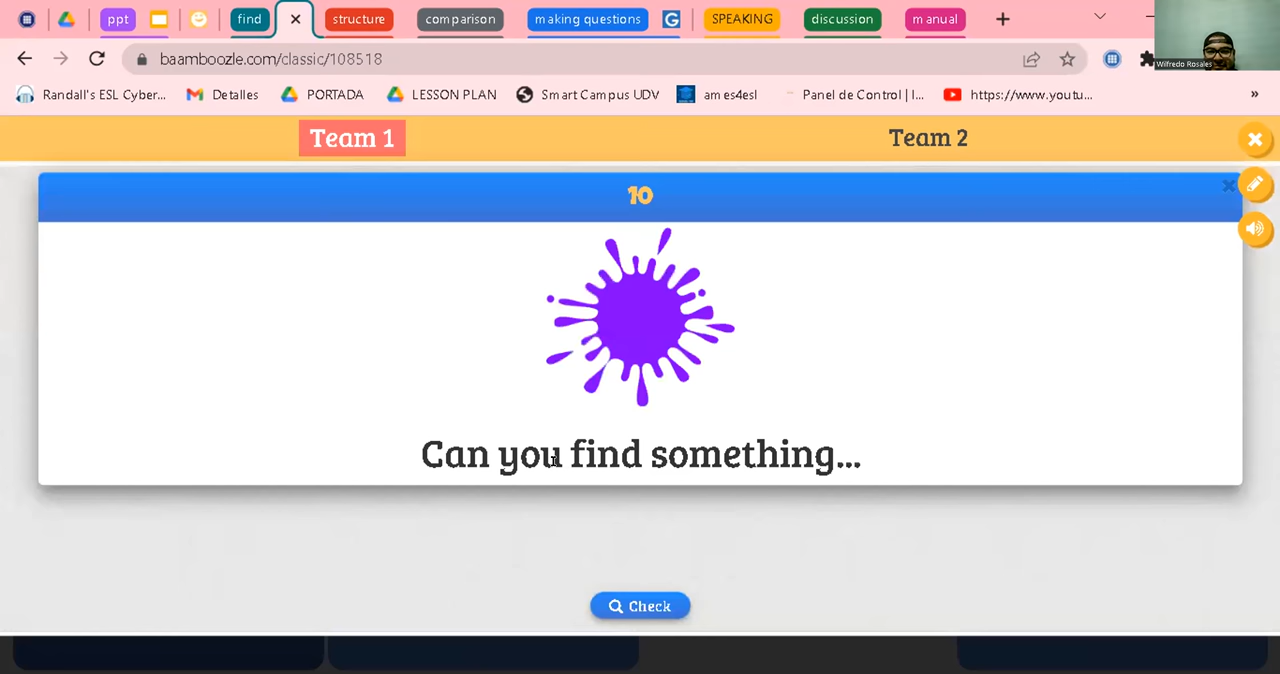 ppt
find
structure
comparison
making questions
SPEAKING
discussion
manual
baamboozle.com/classic/108518
Wilfredo Rosales
Randall's ESL Cyber...
Detalles
PORTADA
LESSON PLAN
Smart Campus UDV
ames4esl
Panel de Control | I...
https://www.youtu...
»
Team 1
Team 2
10
Can you find something...
Check